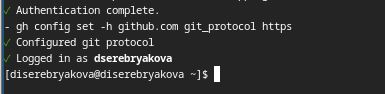 ✓ Authentication complete.
- gh config set -h github.com git_protocol https
✓ Configured git protocol
✓ Logged in as dserebryakova
[diserebryakova@diserebryakova ~]$